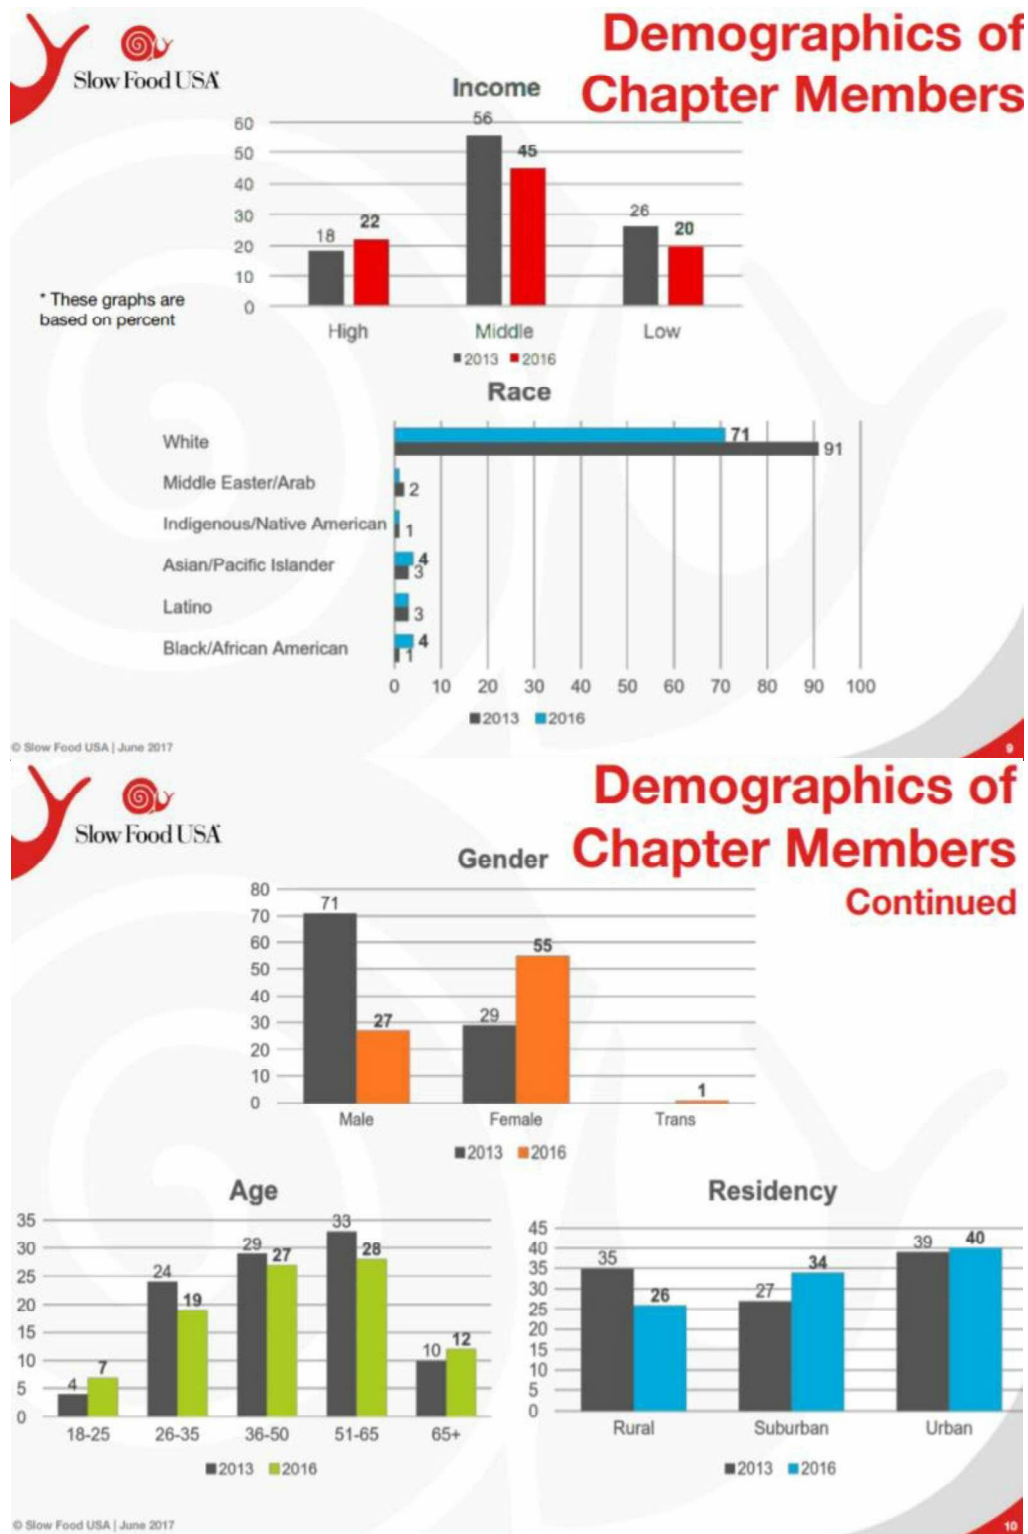 Demographics of
Chapter Members
Slow Food USA
Income
60
50
40
30
20
10
0
18
22
56
45
26
20
High
Middle
Low
2013
2016
* These graphs are
based on percent
Race
White
Middle Easter/Arab
Indigenous/Native American
Asian/Pacific Islander
Latino
Black/African American
71
91
2
1
4
3
3
4
1
0 10 20 30 40 50 60 70 80 90 100
2013 2016
© Slow Food USA | June 2017
9
Demographics of
Chapter Members
Continued
Slow Food USA
Gender
80
70
60
50
40
30
20
10
0
71
27
29
55
1
Male Female Trans
2013 2016
Age
35
30
25
20
15
10
5
0
4
7
24
19
29
27
33
28
10
12
18-25 26-35 36-50 51-65 65+
2013 2016
Residency
45
40
35
30
25
20
15
10
5
0
35
26
27
34
39
40
Rural Suburban Urban
2013 2016
© Slow Food USA | June 2017
10